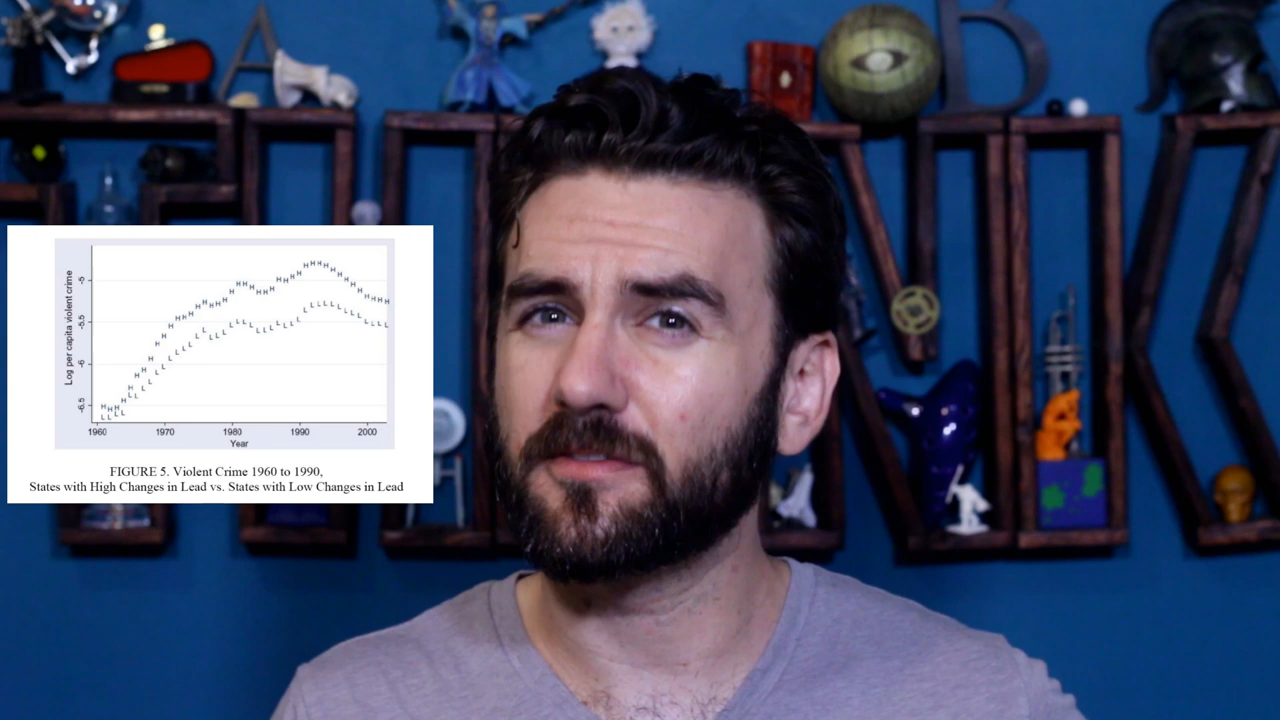 A
B
Log per capita violent crime
-5
-5.5
-6
-6.5
H
L
1960 1970 1980 1990 2000
Year
FIGURE 5. Violent Crime 1960 to 1990,
States with High Changes in Lead vs. States with Low Changes in Lead